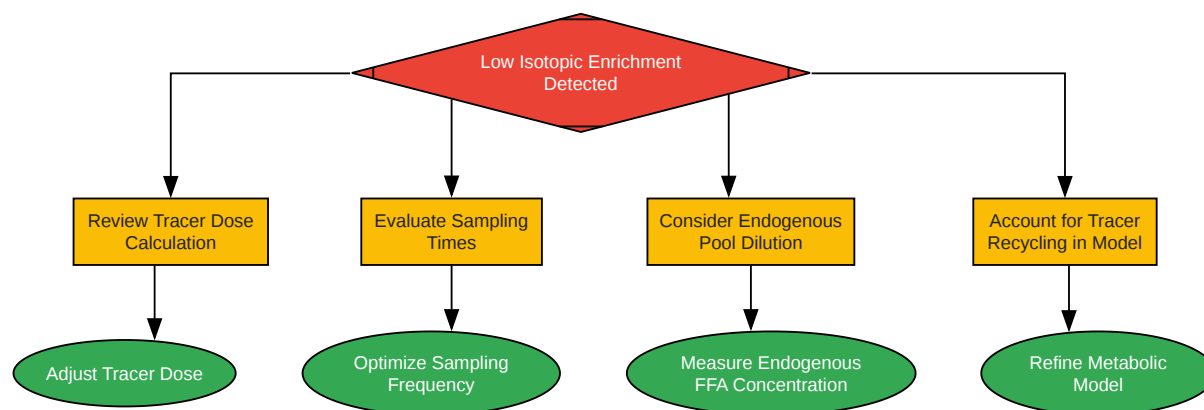 Low Isotopic Enrichment
Detected
Review Tracer Dose
Calculation
Evaluate Sampling
Times
Consider Endogenous
Pool Dilution
Account for Tracer
Recycling in Model
Adjust Tracer Dose
Optimize Sampling
Frequency
Measure Endogenous
FFA Concentration
Refine Metabolic
Model